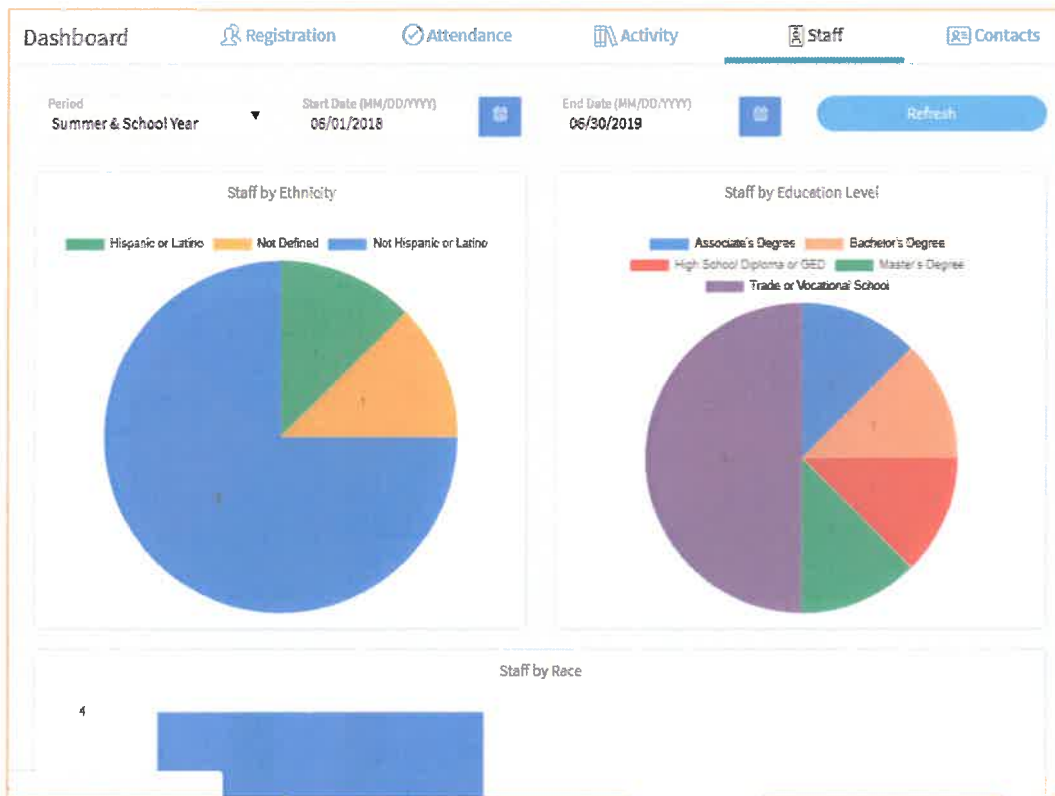 Dashboard Registration Attendance Activity Staff Contacts
Period Start Date (MM/DD/YYYY) End Date (MM/DD/YYYY)
Summer & School Year 06/01/2018 06/30/2019 Refresh
Staff by Ethnicity
Hispanic or Latino Not Defined Not Hispanic or Latino
1
Staff by Education Level
Associate's Degree Bachelor's Degree
High School Diploma or GED Master's Degree
Trade or Vocational School
Staff by Race
4